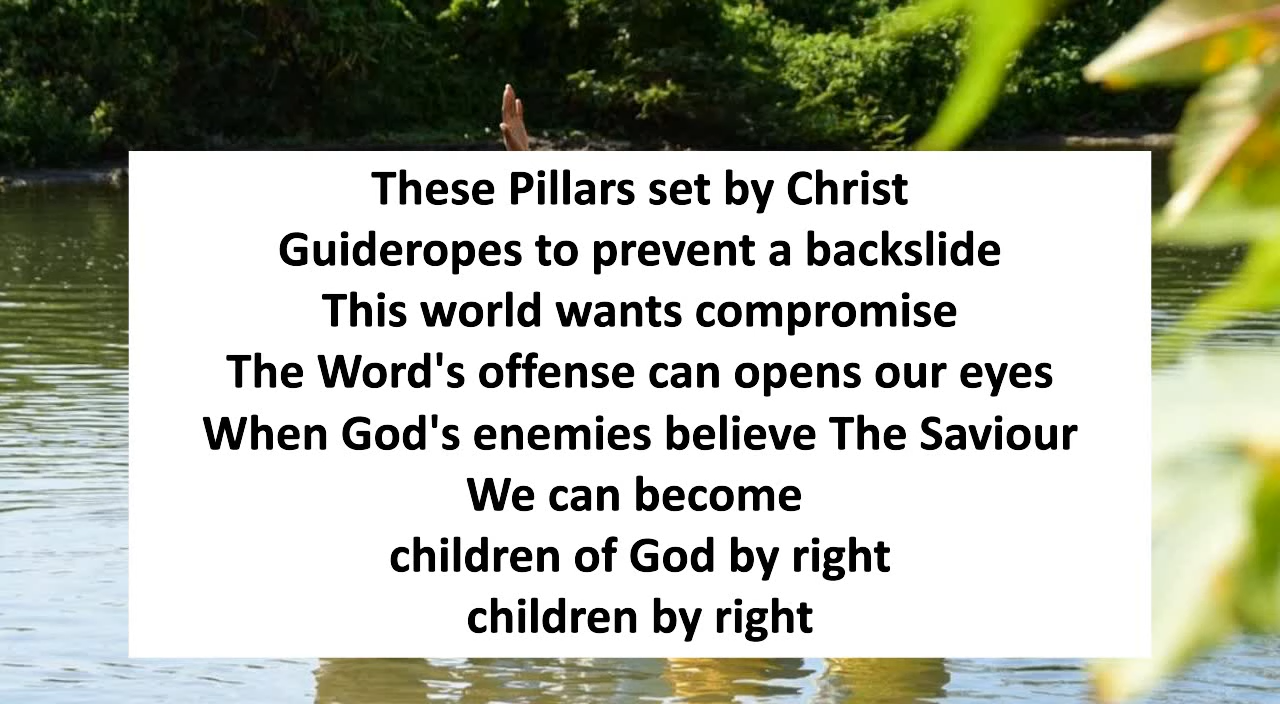 These Pillars set by Christ
Guideropes to prevent a backslide
This world wants compromise
The Word's offense can opens our eyes
When God's enemies believe The Saviour
We can become
children of God by right
children by right